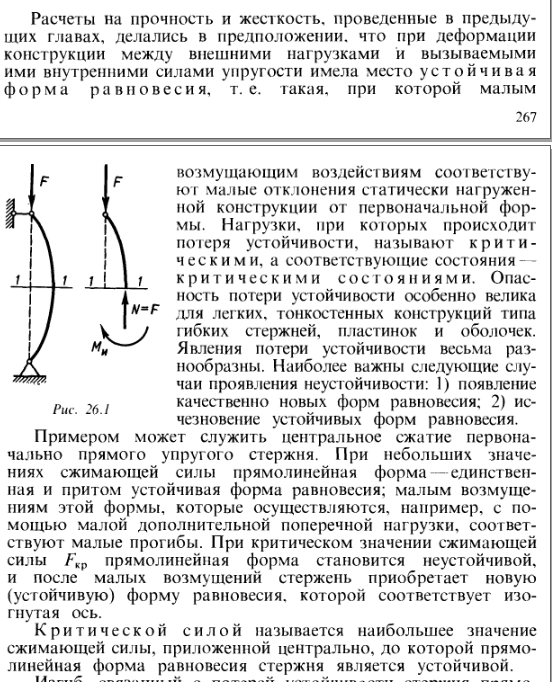 Расчеты на прочность и жесткость, проведенные в предыду-
щих главах, делались в предположении, что при деформации
конструкции между внешними нагрузками и вызываемыми
ими внутренними силами упругости имела место устойчивая
форма равновесия, т. е. такая, при которой малым
267
возмущающим воздействиям соответству-
ют малые отклонения статически нагружен-
ной конструкции от первоначальной фор-
мы. Нагрузки, при которых происходит
потеря устойчивости, называют крити-
ческими, а соответствующие состояния —
критическими состояниями. Опас-
ность потери устойчивости особенно велика
для легких, тонкостенных конструкций типа
гибких стержней, пластинок и оболочек.
Явления потери устойчивости весьма раз-
нообразны. Наиболее важны следующие слу-
чаи проявления неустойчивости: 1) появление
качественно новых форм равновесия; 2) ис-
чезновение устойчивых форм равновесия.
F
F
1 1 1 1
N=F
Mи
Рис. 26.1
Примером может служить центральное сжатие первона-
чально прямого упругого стержня. При небольших значе-
ниях сжимающей силы прямолинейная форма — единствен-
ная и притом устойчивая форма равновесия; малым возмуще-
ниям этой формы, которые осуществляются, например, с по-
мощью малой дополнительной поперечной нагрузки, соответ-
ствуют малые прогибы. При критическом значении сжимающей
силы Fкр прямолинейная форма становится неустойчивой,
и после малых возмущений стержень приобретает новую
(устойчивую) форму равновесия, которой соответствует изо-
гнутая ось.
Критической силой называется наибольшее значение
сжимающей силы, приложенной центрально, до которой прямо-
линейная форма равновесия стержня является устойчивой.
Изгиб, связанный с потерей устойчивости стержня прямо-